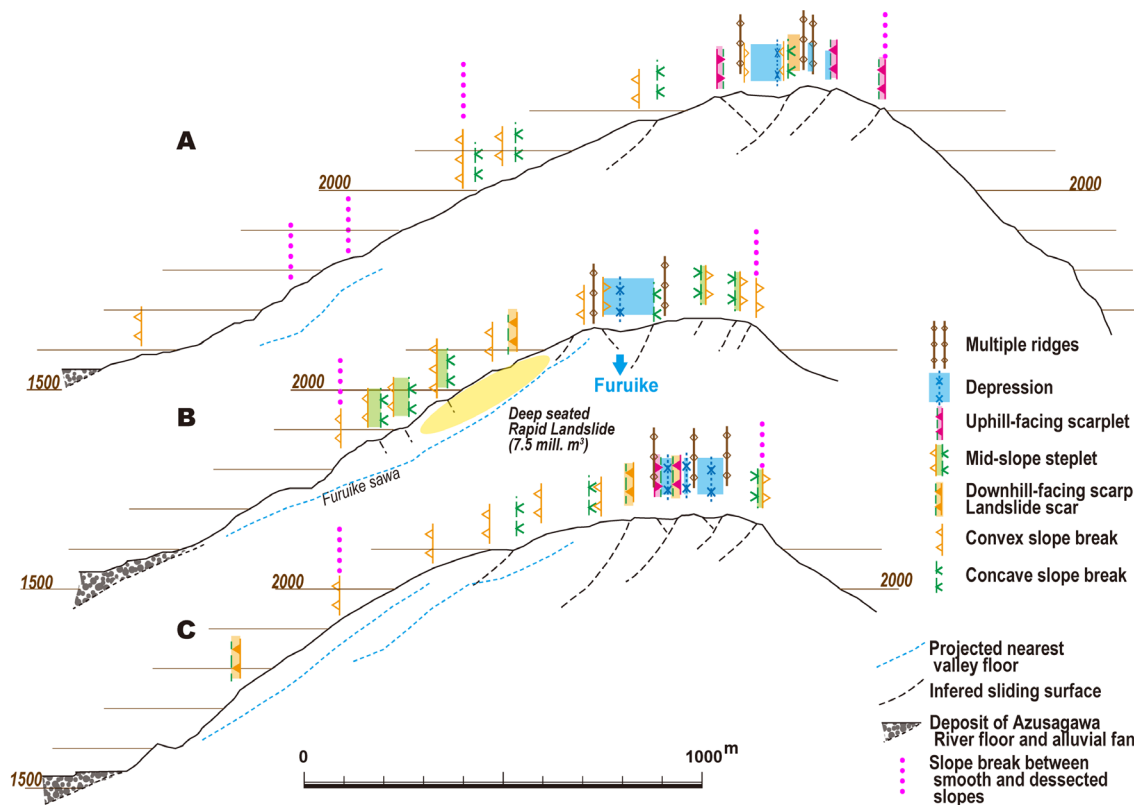 A
2000
2000
1500
B
2000
Furuike
Deep seated
Rapid Landslide
(7.5 mill. m³)
Furuike sawa
1500
C
2000
2000
1500
0
1000 m
Multiple ridges
Depression
Uphill-facing scarplet
Mid-slope steplet
Downhill-facing scarp
Landslide scar
Convex slope break
Concave slope break
Projected nearest
valley floor
Infered sliding surface
Deposit of Azusagawa
River floor and alluvial fan
Slope break between
smooth and dessected
slopes